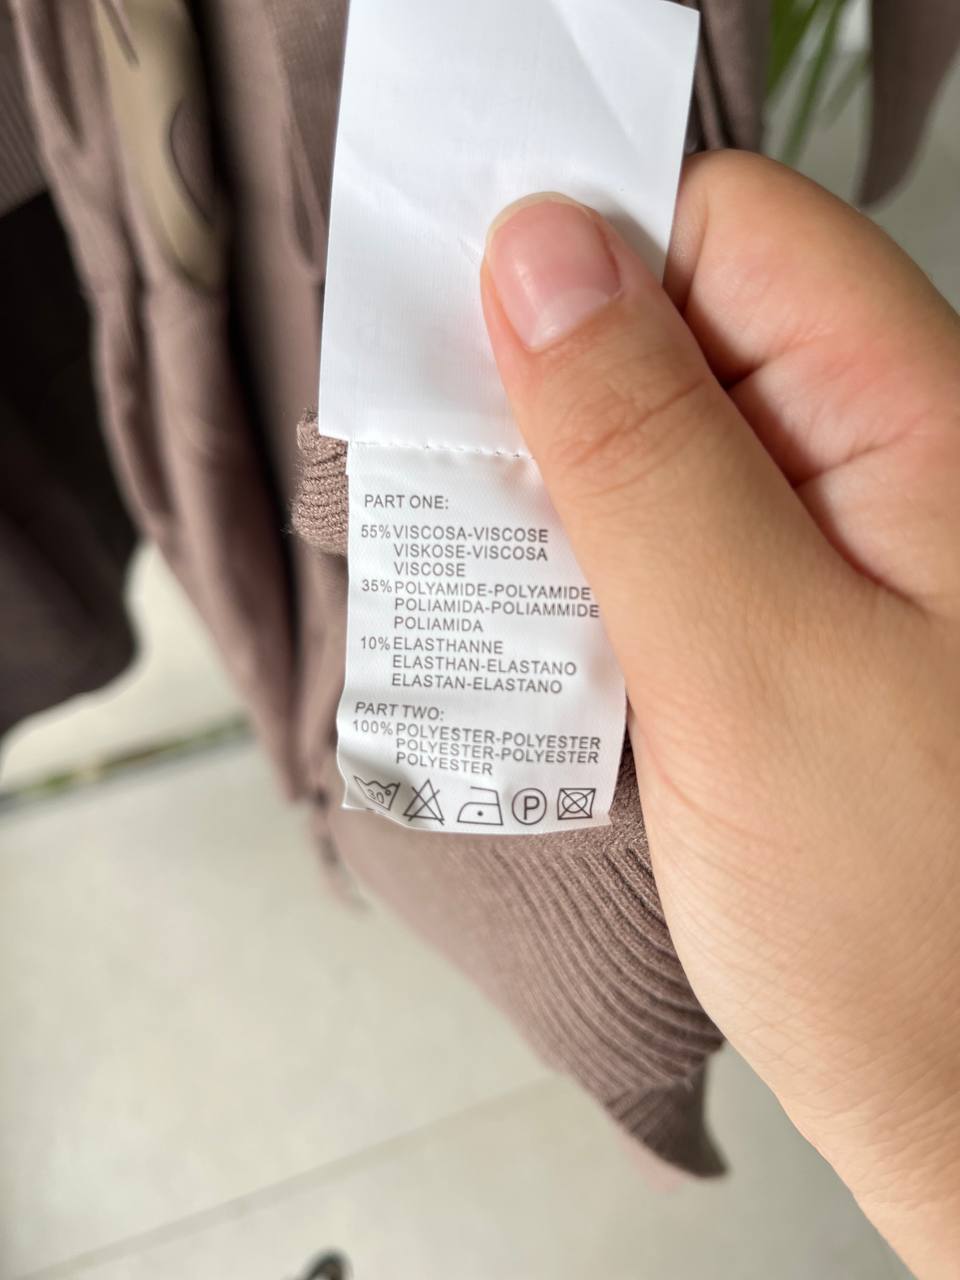 PART ONE:
55% VISCOSA-VISCOSE
VISKOSE-VISCOSA
VISCOSE
35% POLYAMIDE-POLYAMIDE
POLIAMIDA-POLIAMMIDE
POLIAMIDA
10% ELASTHANNE
ELASTHAN-ELASTANO
ELASTAN-ELASTANO
PART TWO:
100% POLYESTER-POLYESTER
POLYESTER-POLYESTER
POLYESTER
30° P